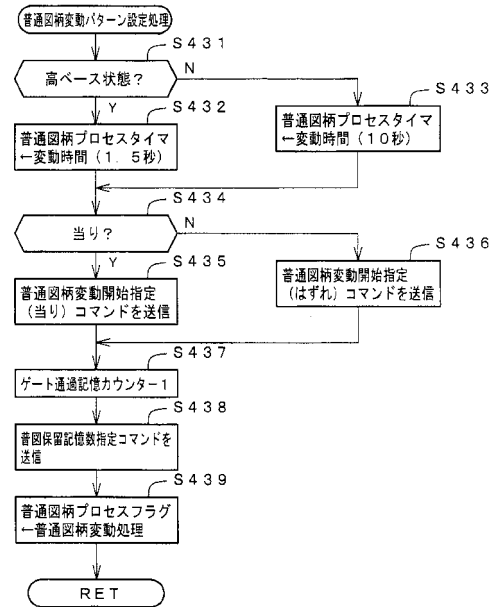 普通図柄変動パターン設定処理
S431
高ベース状態?
N
Y
S432
S433
普通図柄プロセスタイマ
←変動時間(1.5秒)
普通図柄プロセスタイマ
←変動時間(10秒)
S434
当り?
N
Y
S435
S436
普通図柄変動開始指定
(当り)コマンドを送信
普通図柄変動開始指定
(はずれ)コマンドを送信
S437
ゲート通過記憶カウンター1
S438
普図保留記憶数指定コマンドを
送信
S439
普通図柄プロセスフラグ
←普通図柄変動処理
RET